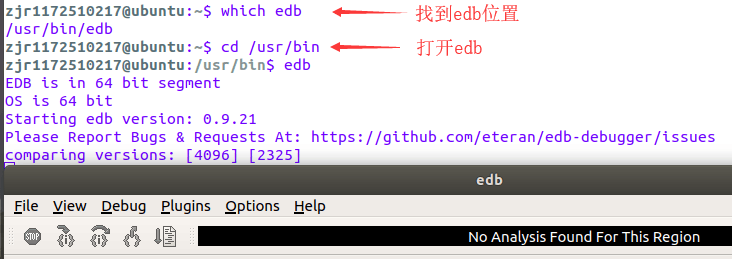 zjr1172510217@ubuntu:~$ which edb 找到edb位置
/usr/bin/edb
zjr1172510217@ubuntu:~$ cd /usr/bin 打开edb
zjr1172510217@ubuntu:/usr/bin$ edb
EDB is in 64 bit segment
OS is 64 bit
Starting edb version: 0.9.21
Please Report Bugs & Requests At: https://github.com/eteran/edb-debugger/issues
comparing versions: [4096] [2325]
edb
File View Debug Plugins Options Help
STOP No Analysis Found For This Region